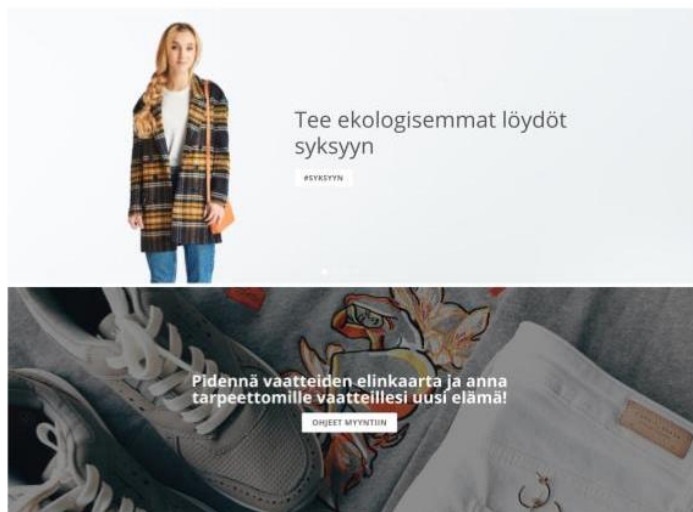 Tee ekologisemmat löydöt
syksyyn
#SYKSYYN
Pidennä vaatteiden elinkaarta ja anna
tarpeettomille vaatteillesi uusi elämä!
OHJEET MYYNTIIN